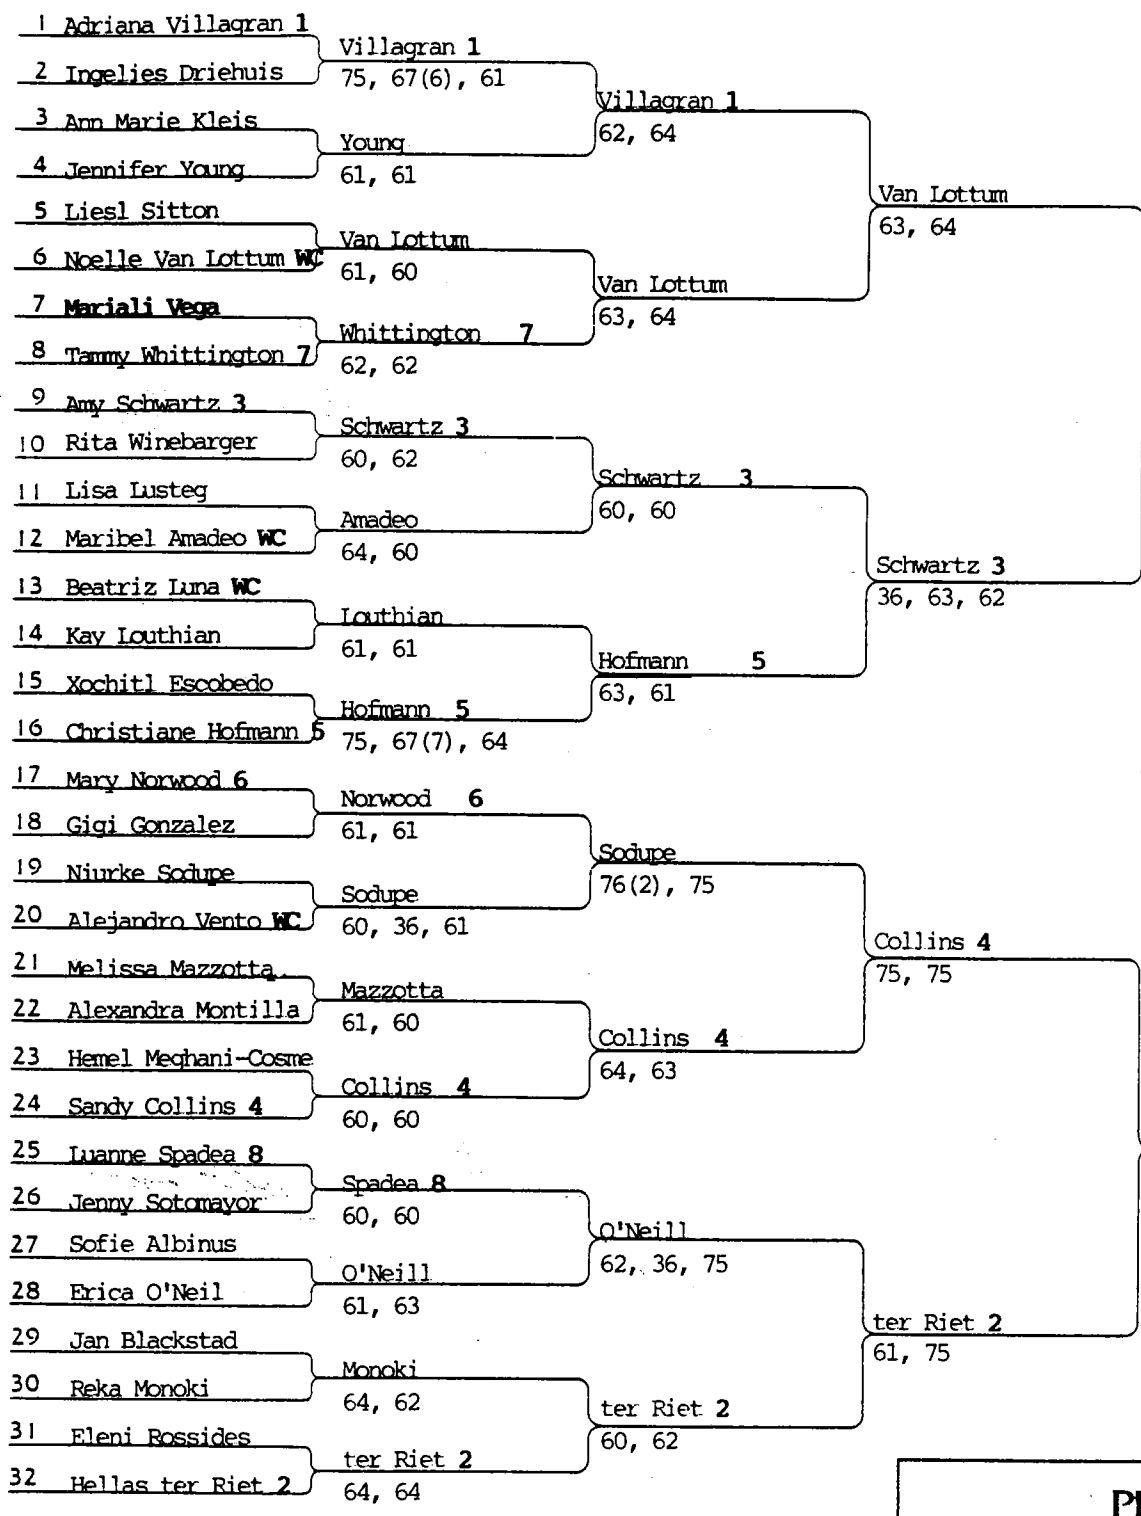 1 Adriana Villagran 1
2 Ingelies Driehuis
3 Ann Marie Kleis
4 Jennifer Young
5 Liesl Sitton
6 Noelle Van Lottum WC
7 Mariali Vega
8 Tammy Whittington 7
9 Amy Schwartz 3
10 Rita Winebarger
11 Lisa Lusteg
12 Maribel Amadeo WC
13 Beatriz Luna WC
14 Kay Louthian
15 Xochitl Escobedo
16 Christiane Hofmann 5
17 Mary Norwood 6
18 Gigi Gonzalez
19 Niurke Sodupe
20 Alejandro Vento WC
21 Melissa Mazzotta
22 Alexandra Montilla
23 Hemel Meghani-Cosme
24 Sandy Collins 4
25 Luanne Spadea 8
26 Jenny Sotomayor
27 Sofie Albinus
28 Erica O'Neil
29 Jan Blackstad
30 Reka Monoki
31 Eleni Rossides
32 Hellas ter Riet 2
Villagran 1
75, 67(6), 61
Young
61, 61
Van Lottum
61, 60
Whittington 7
62, 62
Schwartz 3
60, 62
Amadeo
64, 60
Louthian
61, 61
Hofmann 5
75, 67(7), 64
Norwood 6
61, 61
Sodupe
60, 36, 61
Mazzotta
61, 60
Collins 4
60, 60
Spadea 8
60, 60
O'Neill
61, 63
Monoki
64, 62
ter Riet 2
64, 64
Villagran 1
62, 64
Van Lottum
63, 64
Schwartz 3
60, 60
Hofmann 5
63, 61
Sodupe
76(2), 75
Collins 4
64, 63
O'Neill
62, 36, 75
ter Riet 2
60, 62
Van Lottum
63, 64
Schwartz 3
36, 63, 62
Collins 4
75, 75
ter Riet 2
61, 75